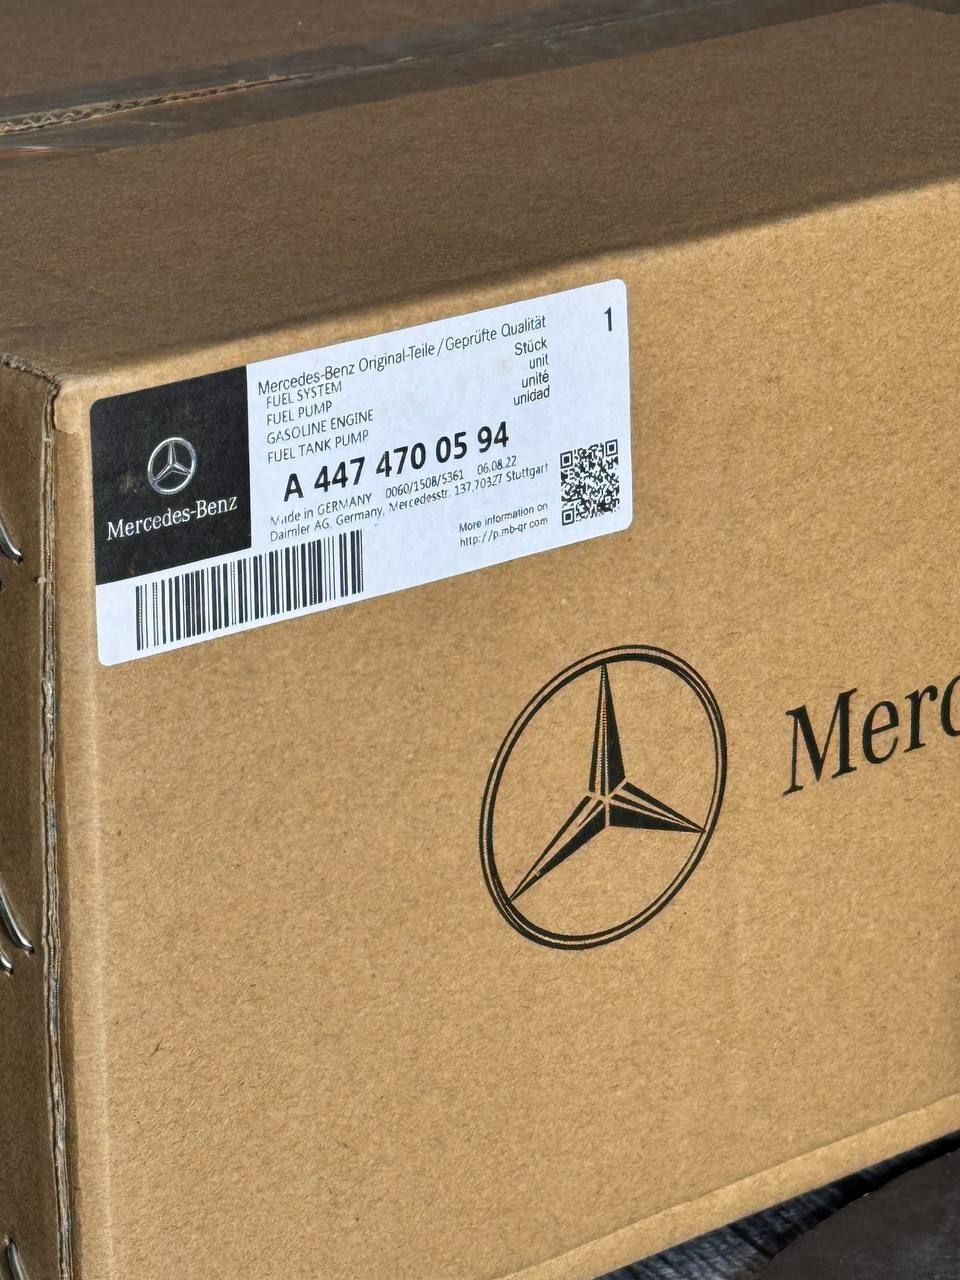 Mercedes-Benz Original-Teile / Geprüfte Qualität
1
FUEL SYSTEM
FUEL PUMP
GASOLINE ENGINE
FUEL TANK PUMP
Stück
unit
unité
unidad
A 447 470 05 94
Made in GERMANY 0060/1508/5361 06.08.22
Daimler AG, Germany, Mercedesstr. 137,70327 Stuttgart
More information on
http://p.mb-qr.com
Mercedes-Benz
Merc